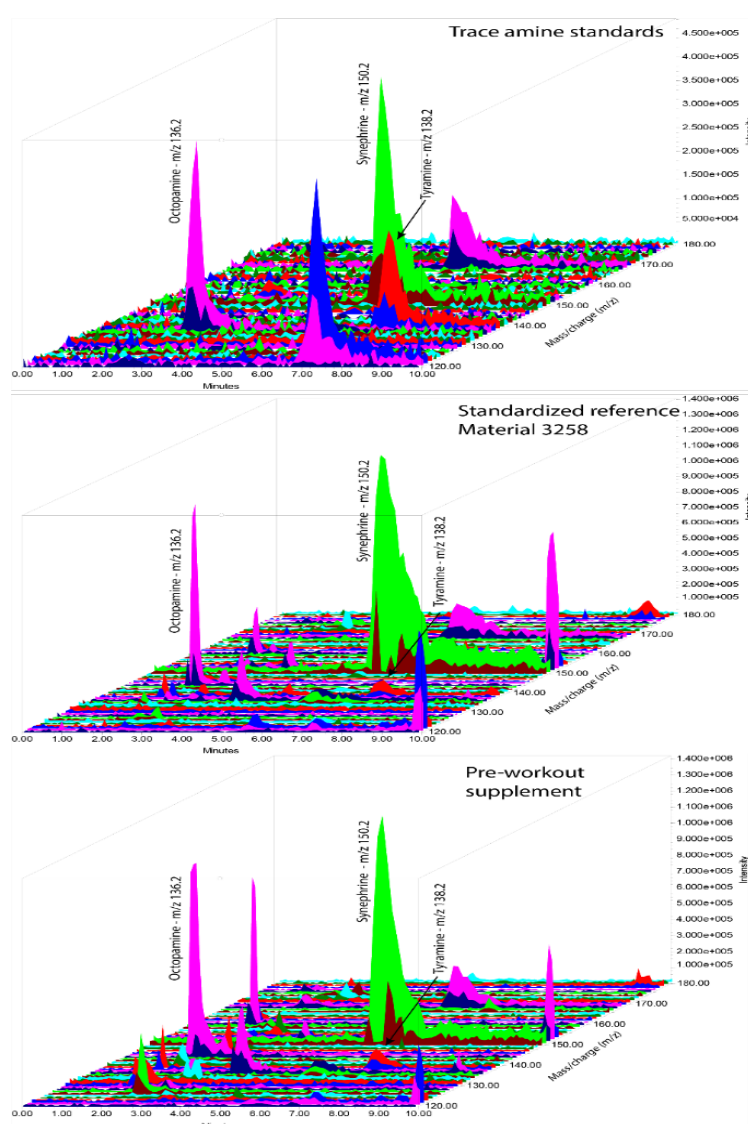 Trace amine standards
Octopamine - m/z 136.2
Synephrine - m/z 150.2
Tyramine - m/z 138.2
4.500e+005
4.000e+005
3.500e+005
3.000e+005
2.500e+005
2.000e+005
1.500e+005
1.000e+005
5.000e+004
180.00
170.00
160.00
150.00
140.00
130.00
120.00
Mass/charge (m/z)
0.00 1.00 2.00 3.00 4.00 5.00 6.00 7.00 8.00 9.00 10.00
Minutes
Standardized reference
Material 3258
Octopamine - m/z 136.2
Synephrine - m/z 150.2
Tyramine - m/z 138.2
1.400e+006
1.300e+006
1.200e+006
1.100e+006
1.000e+006
9.000e+005
8.000e+005
7.000e+005
6.000e+005
5.000e+005
4.000e+005
3.000e+005
2.000e+005
1.000e+005
180.00
170.00
160.00
150.00
140.00
130.00
120.00
Mass/charge (m/z)
0.00 1.00 2.00 3.00 4.00 5.00 6.00 7.00 8.00 9.00 10.00
Minutes
Pre-workout
supplement
Octopamine - m/z 136.2
Synephrine - m/z 150.2
Tyramine - m/z 138.2
1.400e+006
1.300e+006
1.200e+006
1.100e+006
1.000e+006
9.000e+005
8.000e+005
7.000e+005
6.000e+005
5.000e+005
4.000e+005
3.000e+005
2.000e+005
1.000e+005
Intensity
180.00
170.00
160.00
150.00
140.00
130.00
120.00
Mass/charge (m/z)
0.00 1.00 2.00 3.00 4.00 5.00 6.00 7.00 8.00 9.00 10.00